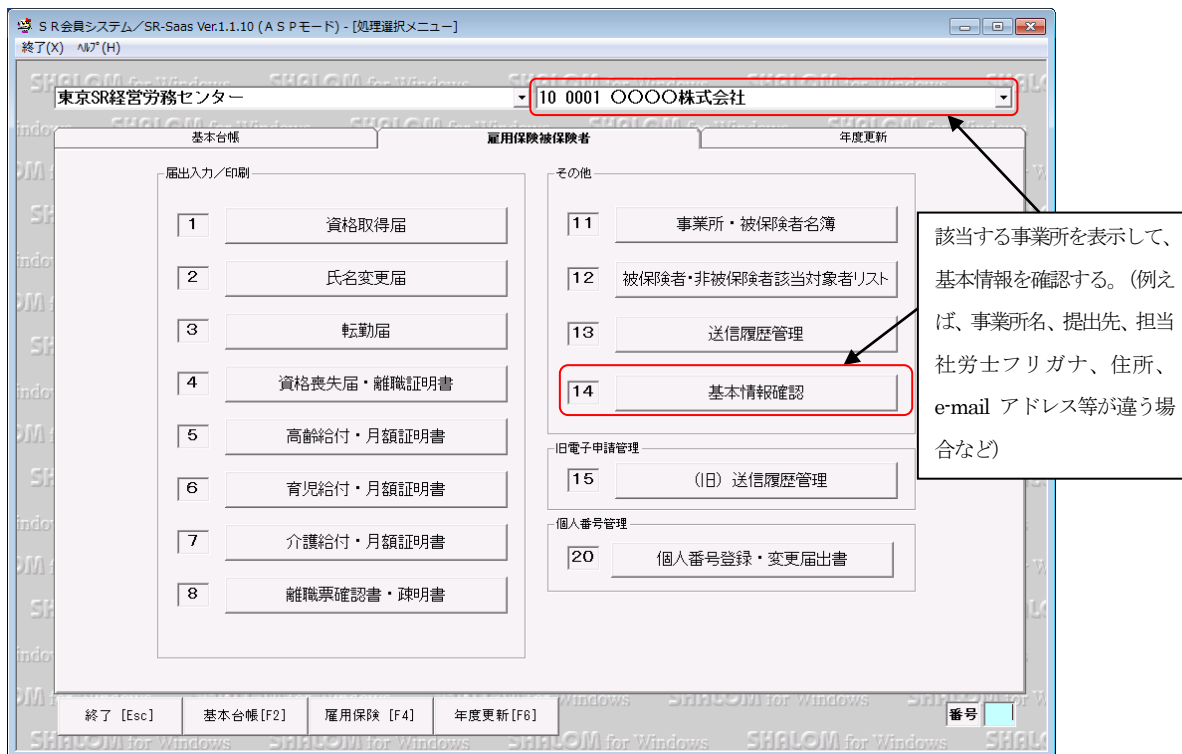 ＳＲ会員システム／SR-Saas Ver.1.1.10 (ＡＳＰモード) - [処理選択メニュー]
終了(X) ﾍﾙﾌﾟ(H)
東京SR経営労務センター
10 0001 〇〇〇〇株式会社
基本台帳
雇用保険被保険者
年度更新
届出入力／印刷
1 資格取得届
2 氏名変更届
3 転勤届
4 資格喪失届・離職証明書
5 高齢給付・月額証明書
6 育児給付・月額証明書
7 介護給付・月額証明書
8 離職票確認書・疎明書
その他
11 事業所・被保険者名簿
12 被保険者・非被保険者該当対象者リスト
13 送信履歴管理
14 基本情報確認
旧電子申請管理
15 （旧）送信履歴管理
個人番号管理
20 個人番号登録・変更届出書
該当する事業所を表示して、
基本情報を確認する。（例え
ば、事業所名、提出先、担当
社労士フリガナ、住所、
e-mail アドレス等が違う場
合など）
終了 [Esc]
基本台帳[F2]
雇用保険 [F4]
年度更新[F6]
番号
SHALOM for Windows SHALOM for Windows SHALOM for Windows SHALOM for Windows